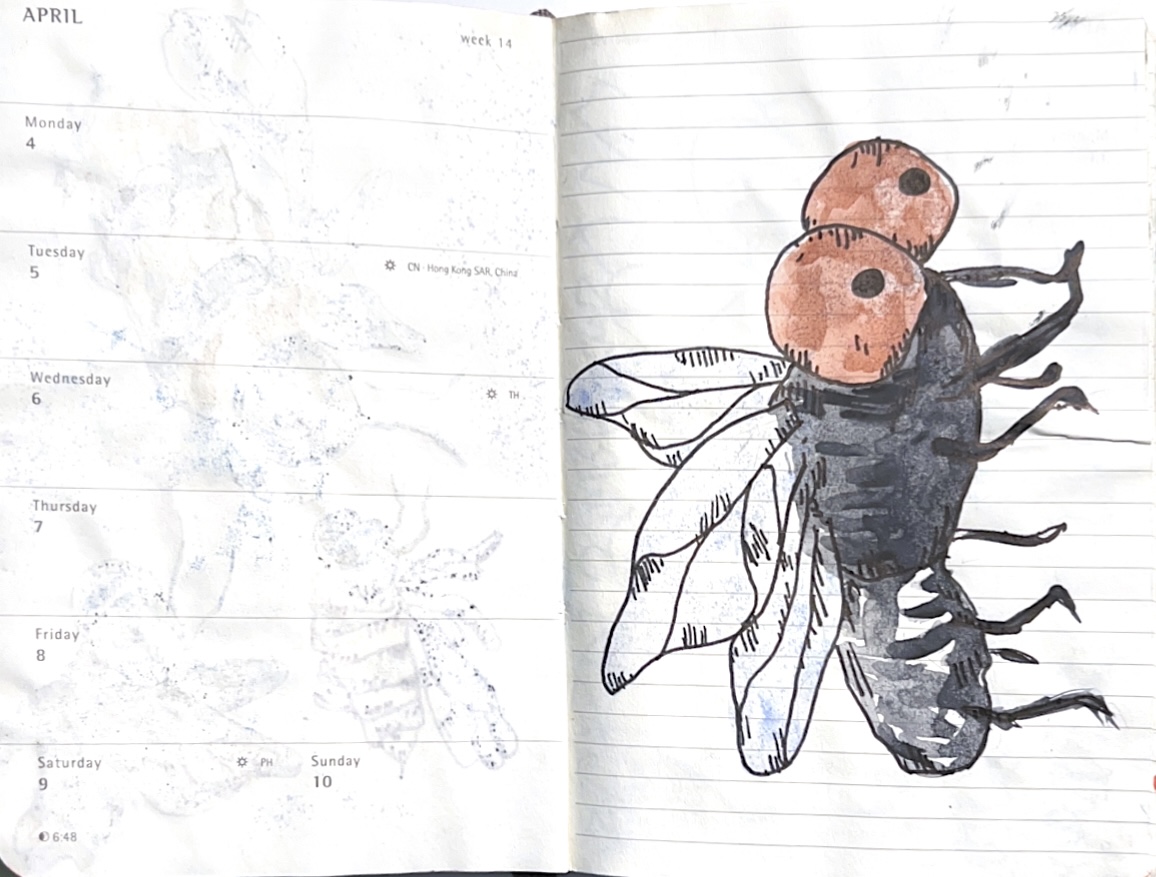 APRIL
week 14
Monday
4
Tuesday
5
CN - Hong Kong SAR, China
Wednesday
6
TH
Thursday
7
Friday
8
Saturday
9
PH
Sunday
10
6:48